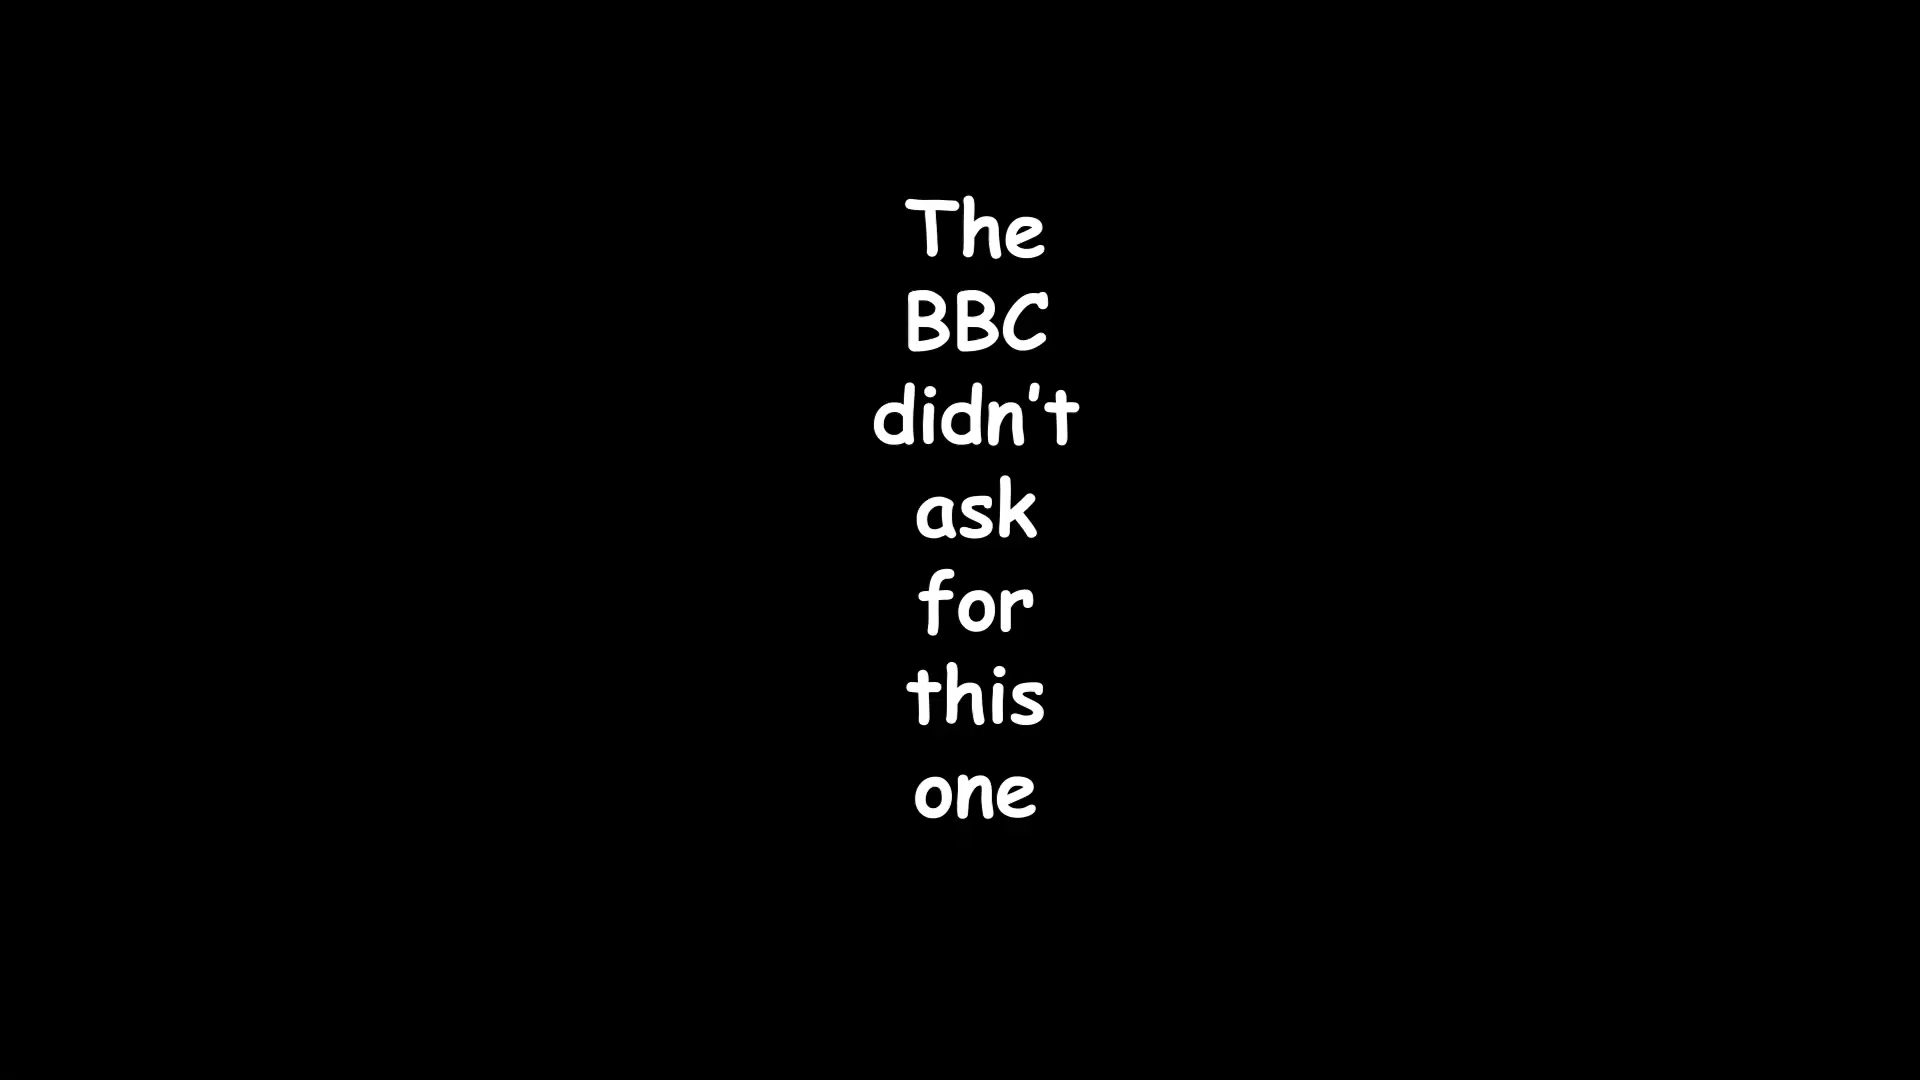 The
BBC
didn't
ask
for
this
one